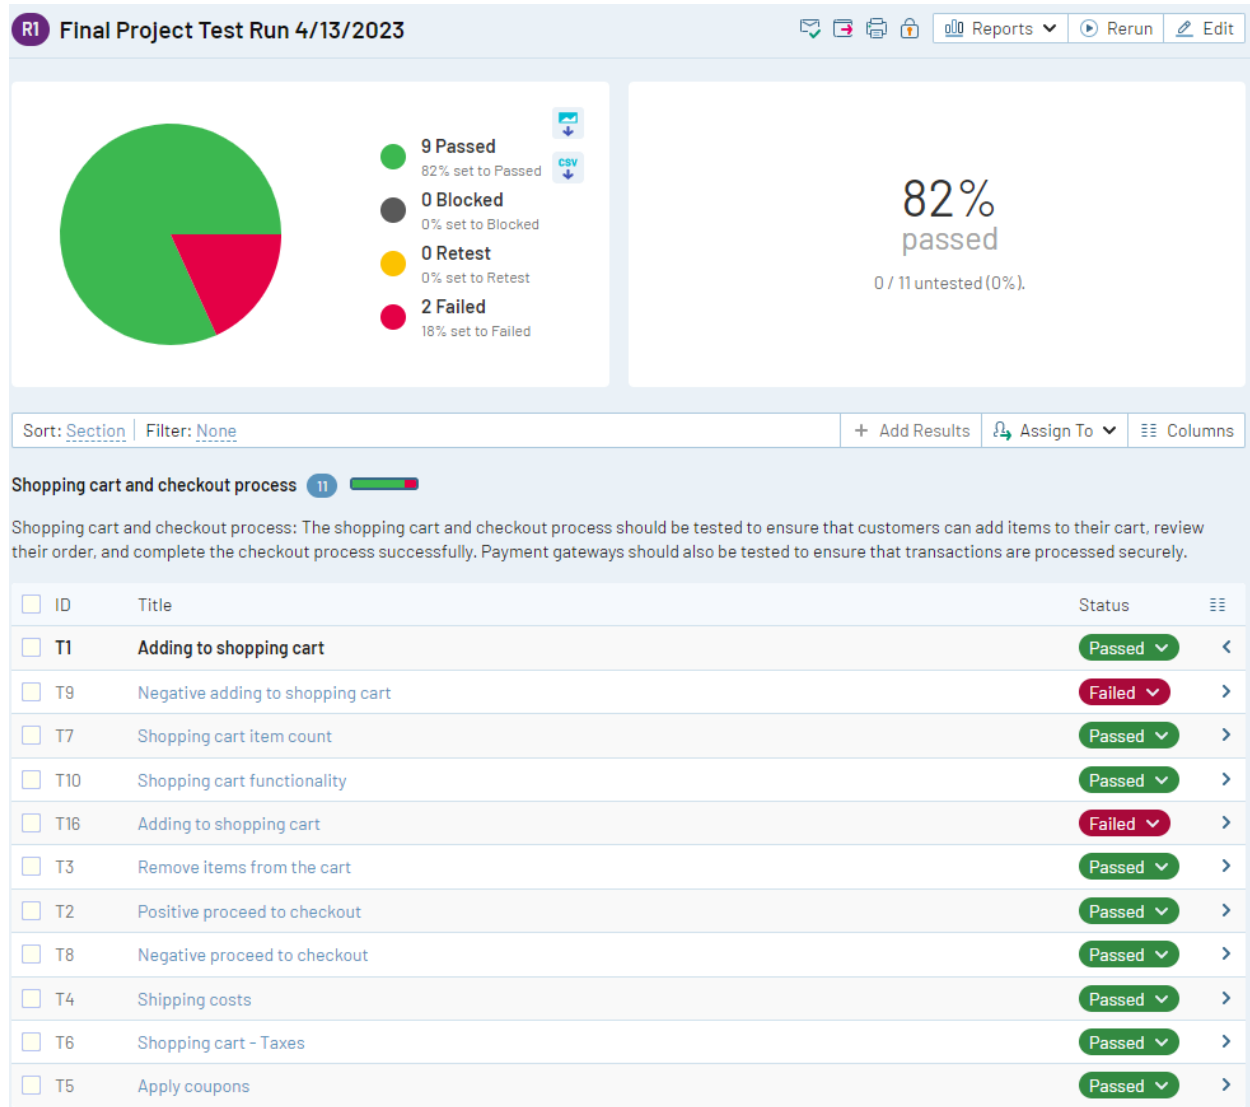 R1 Final Project Test Run 4/13/2023
Reports Rerun Edit
9 Passed
82% set to Passed
CSV
0 Blocked
0% set to Blocked
0 Retest
0% set to Retest
2 Failed
18% set to Failed
82%
passed
0 / 11 untested (0%).
Sort: Section Filter: None + Add Results Assign To Columns
Shopping cart and checkout process 11
Shopping cart and checkout process: The shopping cart and checkout process should be tested to ensure that customers can add items to their cart, review
their order, and complete the checkout process successfully. Payment gateways should also be tested to ensure that transactions are processed securely.
ID Title Status
T1 Adding to shopping cart Passed
T9 Negative adding to shopping cart Failed
T7 Shopping cart item count Passed
T10 Shopping cart functionality Passed
T16 Adding to shopping cart Failed
T3 Remove items from the cart Passed
T2 Positive proceed to checkout Passed
T8 Negative proceed to checkout Passed
T4 Shipping costs Passed
T6 Shopping cart - Taxes Passed
T5 Apply coupons Passed